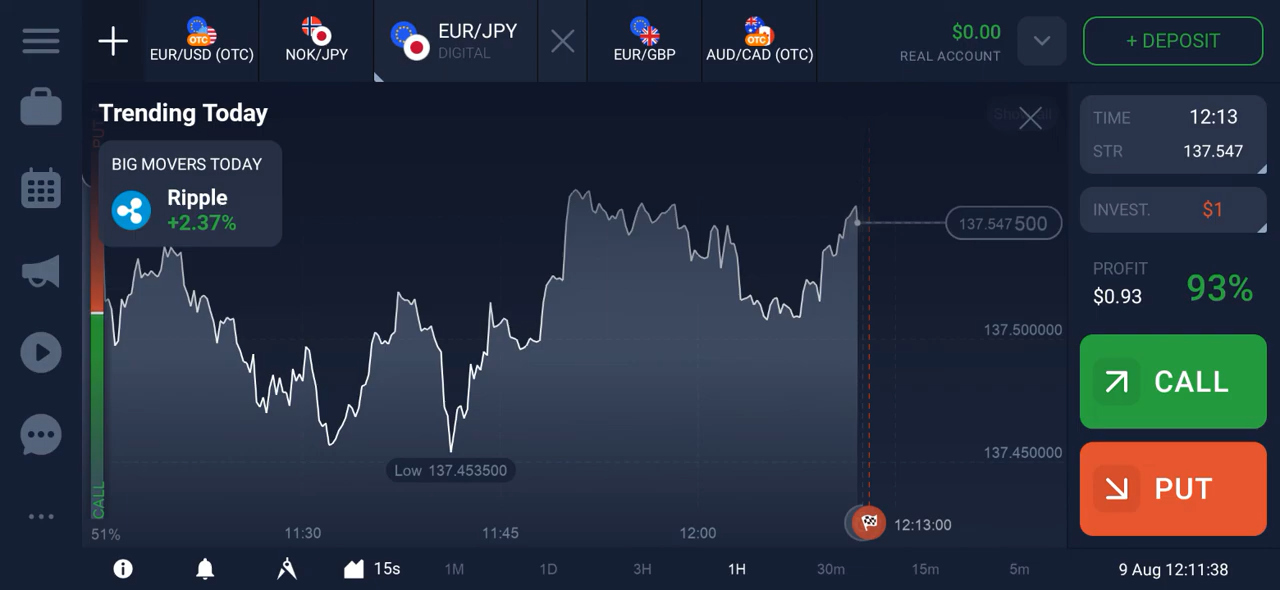 EUR/USD (OTC)
NOK/JPY
EUR/JPY
DIGITAL
EUR/GBP
AUD/CAD (OTC)
$0.00
REAL ACCOUNT
+ DEPOSIT
Trending Today
BIG MOVERS TODAY
Ripple
+2.37%
PUT
CALL
51%
Low 137.453500
137.547500
137.500000
137.450000
11:30
11:45
12:00
12:13:00
TIME 12:13
STR 137.547
INVEST. $1
PROFIT
$0.93
93%
CALL
PUT
15s
1M
1D
3H
1H
30m
15m
5m
9 Aug 12:11:38